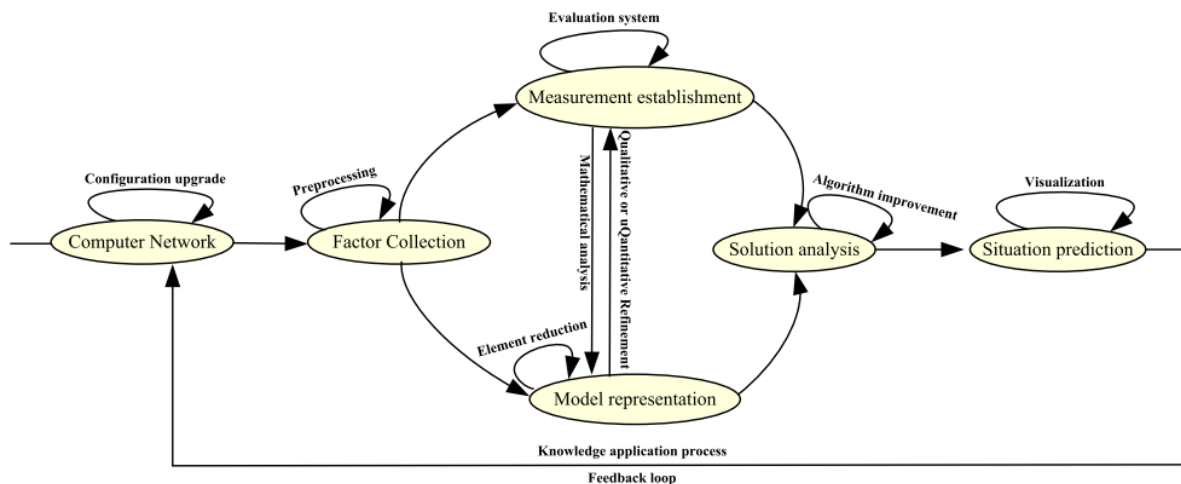 Evaluation system
Measurement establishment
Configuration upgrade
Preprocessing
Mathematical analysis
Qualitative or uQuantitative Refinement
Algorithm improvement
Visualization
Computer Network
Factor Collection
Solution analysis
Situation prediction
Element reduction
Model representation
Knowledge application process
Feedback loop